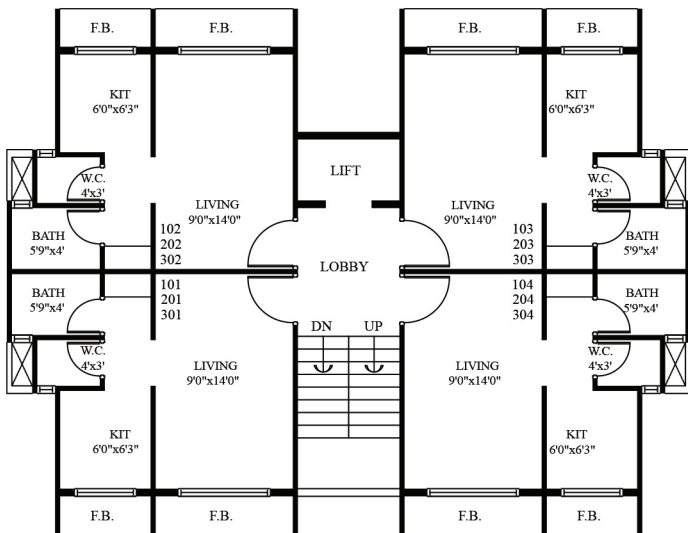 F.B.
F.B.
F.B.
F.B.
KIT
6'0"x6'3"
KIT
6'0"x6'3"
LIFT
W.C.
4'x3'
W.C.
4'x3'
LIVING
9'0"x14'0"
LIVING
9'0"x14'0"
102
202
302
103
203
303
BATH
5'9"x4'
BATH
5'9"x4'
LOBBY
101
201
301
104
204
304
BATH
5'9"x4'
BATH
5'9"x4'
DN
UP
W.C.
4'x3'
W.C.
4'x3'
LIVING
9'0"x14'0"
LIVING
9'0"x14'0"
KIT
6'0"x6'3"
KIT
6'0"x6'3"
F.B.
F.B.
F.B.
F.B.